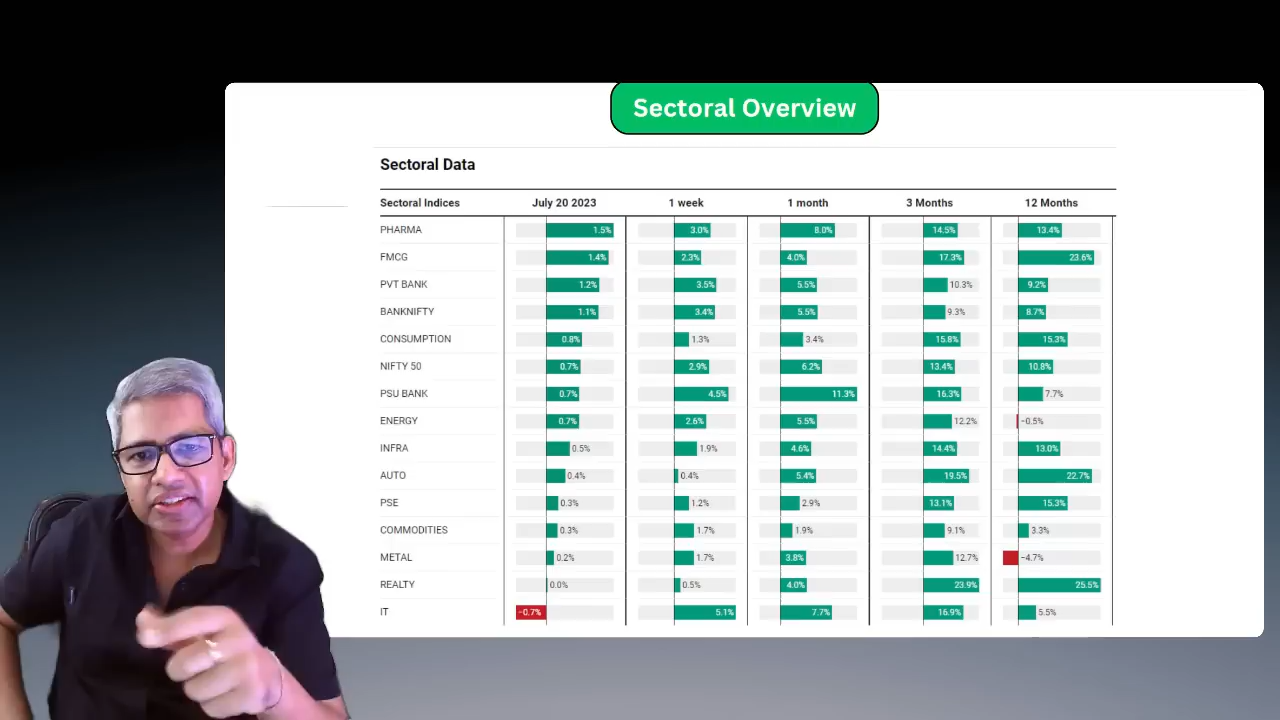 Sectoral Overview
Sectoral Data
Sectoral Indices July 20 2023 1 week 1 month 3 Months 12 Months
PHARMA 1.5% 3.0% 8.0% 14.5% 13.4%
FMCG 1.4% 2.3% 4.0% 17.3% 23.6%
PVT BANK 1.2% 3.5% 5.5% 10.3% 9.2%
BANKNIFTY 1.1% 3.4% 5.5% 9.3% 8.7%
CONSUMPTION 0.8% 1.3% 3.4% 15.8% 15.3%
NIFTY 50 0.7% 2.9% 6.2% 13.4% 10.8%
PSU BANK 0.7% 4.5% 11.3% 16.3% 7.7%
ENERGY 0.7% 2.6% 5.5% 12.2% −0.5%
INFRA 0.5% 1.9% 4.6% 14.4% 13.0%
AUTO 0.4% 0.4% 5.4% 19.5% 22.7%
PSE 0.3% 1.2% 2.9% 13.1% 15.3%
COMMODITIES 0.3% 1.7% 1.9% 9.1% 3.3%
METAL 0.2% 1.7% 3.8% 12.7% −4.7%
REALTY 0.0% 0.5% 4.0% 23.9% 25.5%
IT −0.7% 5.1% 7.7% 16.9% 5.5%